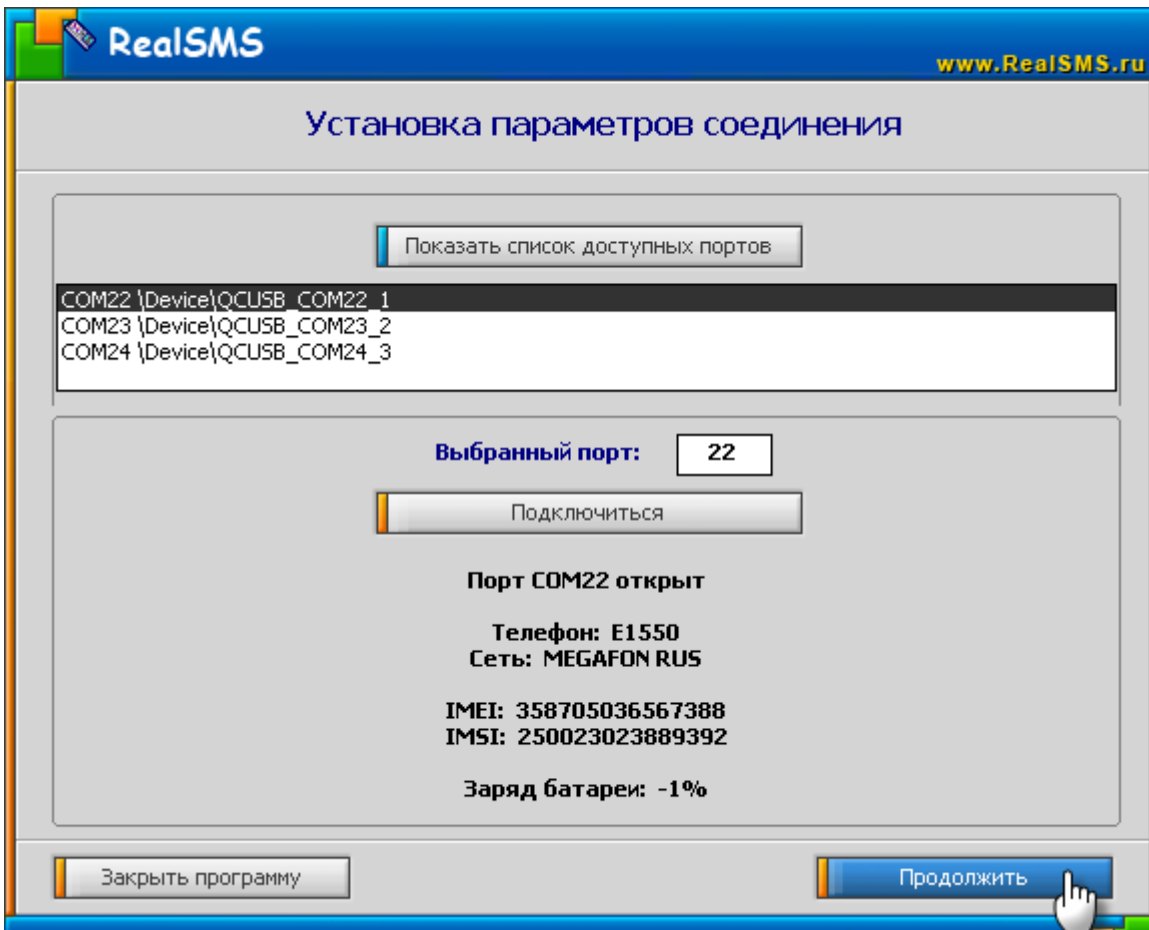 RealSMS
www.RealSMS.ru
Установка параметров соединения
Показать список доступных портов
COM22 \Device\QCUSB_COM22_1
COM23 \Device\QCUSB_COM23_2
COM24 \Device\QCUSB_COM24_3
Выбранный порт: 22
Подключиться
Порт COM22 открыт
Телефон: E1550
Сеть: MEGAFON RUS
IMEI: 358705036567388
IMSI: 250023023889392
Заряд батареи: -1%
Закрыть программу
Продолжить